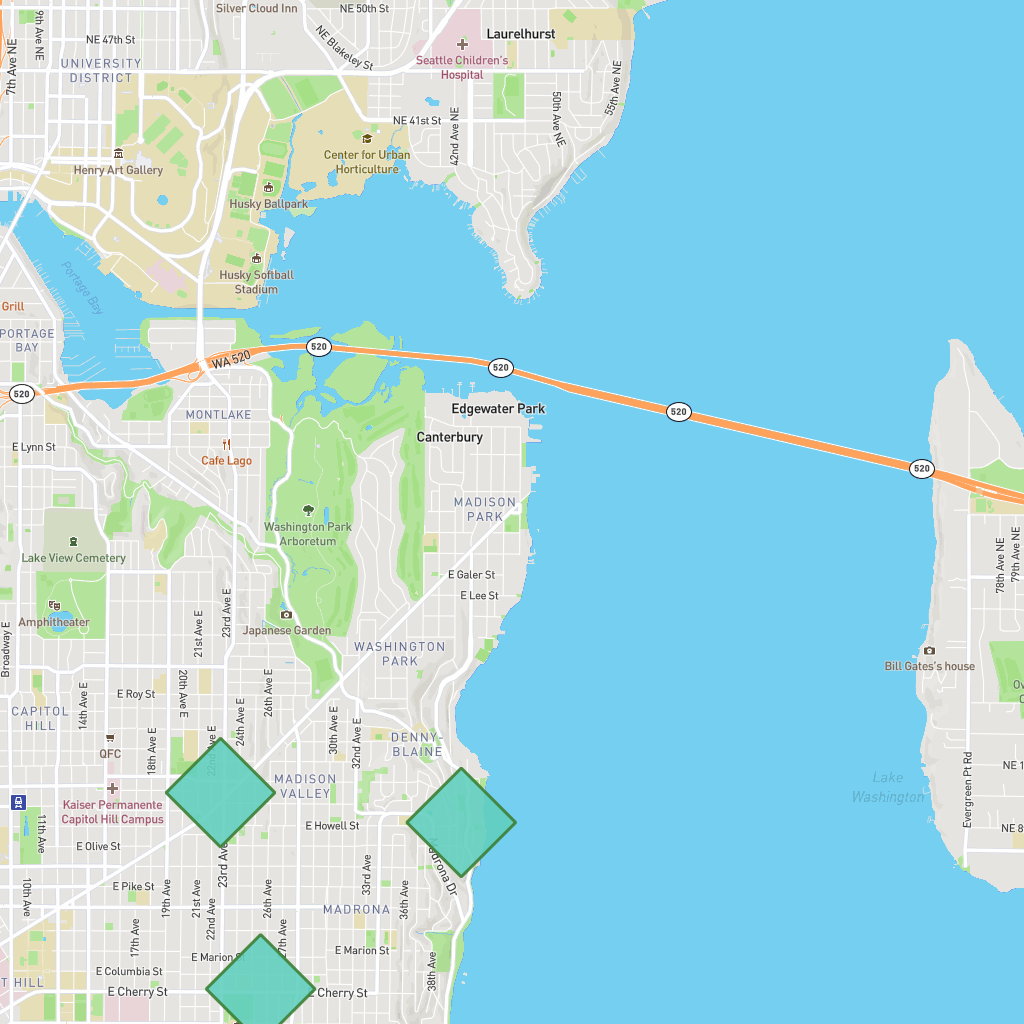 Silver Cloud Inn
NE 50th St
9th Ave NE
7th Ave NE
NE 47th St
NE Blakeley St
Laurelhurst
UNIVERSITY
DISTRICT
Seattle Children's
Hospital
55th Ave NE
50th Ave NE
42nd Ave NE
NE 41st St
Center for Urban
Horticulture
Henry Art Gallery
Husky Ballpark
Husky Softball
Stadium
Portage Bay
Grill
PORTAGE
BAY
WA 520
520
520
520
520
520
MONTLAKE
Edgewater Park
Canterbury
E Lynn St
Cafe Lago
MADISON
PARK
Washington Park
Arboretum
Lake View Cemetery
78th Ave NE
79th Ave NE
E Galer St
E Lee St
Amphitheater
Japanese Garden
Broadway E
21st Ave E
23rd Ave E
WASHINGTON
PARK
Bill Gates's house
14th Ave E
E Roy St
20th Ave E
24th Ave E
26th Ave E
CAPITOL
HILL
30th Ave E
32nd Ave E
DENNY-
BLAINE
QFC
18th Ave E
22nd Ave E
MADISON
VALLEY
Lake
Washington
Evergreen Pt Rd
NE 1
Kaiser Permanente
Capitol Hill Campus
11th Ave
E Howell St
NE 8
E Olive St
23rd Ave
drona Dr
10th Ave
E Pike St
19th Ave
21st Ave
22nd Ave
26th Ave
33rd Ave
36th Ave
MADRONA
17th Ave
27th Ave
E Marion St
E Marion St
38th Ave
E Columbia St
T HILL
E Cherry St
E Cherry St